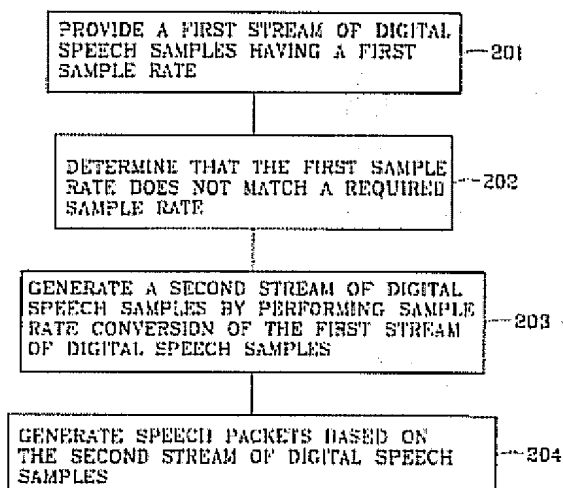 PROVIDE A FIRST STREAM OF DIGITAL
SPEECH SAMPLES HAVING A FIRST
SAMPLE RATE
201
DETERMINE THAT THE FIRST SAMPLE
RATE DOES NOT MATCH A REQUIRED
SAMPLE RATE
202
GENERATE A SECOND STREAM OF DIGITAL
SPEECH SAMPLES BY PERFORMING SAMPLE
RATE CONVERSION OF THE FIRST STREAM
OF DIGITAL SPEECH SAMPLES
203
GENERATE SPEECH PACKETS BASED ON
THE SECOND STREAM OF DIGITAL SPEECH
SAMPLES
204